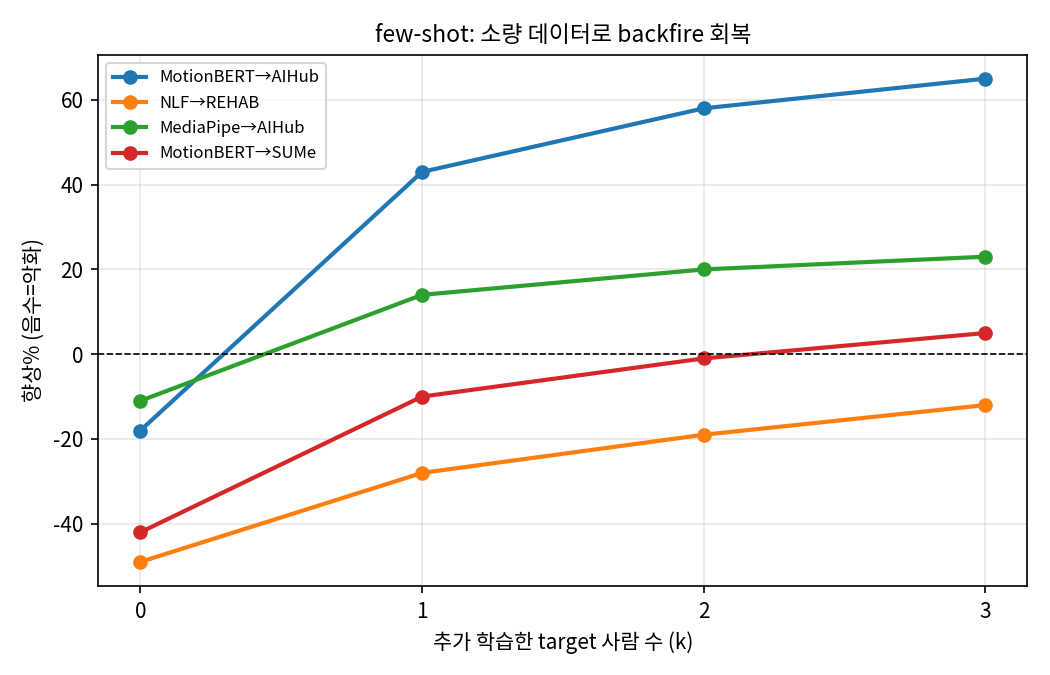 few-shot: 소량 데이터로 backfire 회복
MotionBERT→AIHub
NLF→REHAB
MediaPipe→AIHub
MotionBERT→SUMe
향상% (음수=악화)
60
40
20
0
-20
-40
0 1 2 3
추가 학습한 target 사람 수 (k)